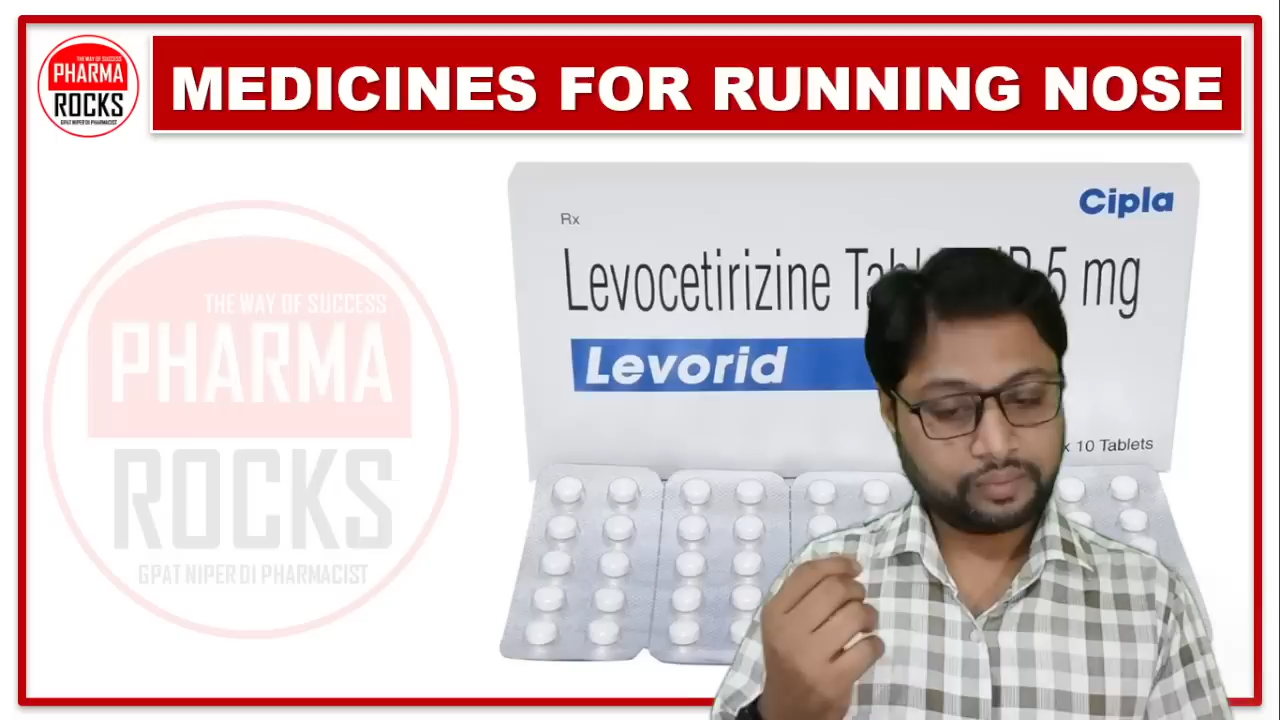 THE WAY OF SUCCESS
PHARMA
ROCKS
GPAT NIPER DI PHARMACIST
MEDICINES FOR RUNNING NOSE
Rx
Cipla
Levocetirizine 5 mg
Levorid
x 10 Tablets
THE WAY OF SUCCESS
PHARMA
ROCKS
GPAT NIPER DI PHARMACIST